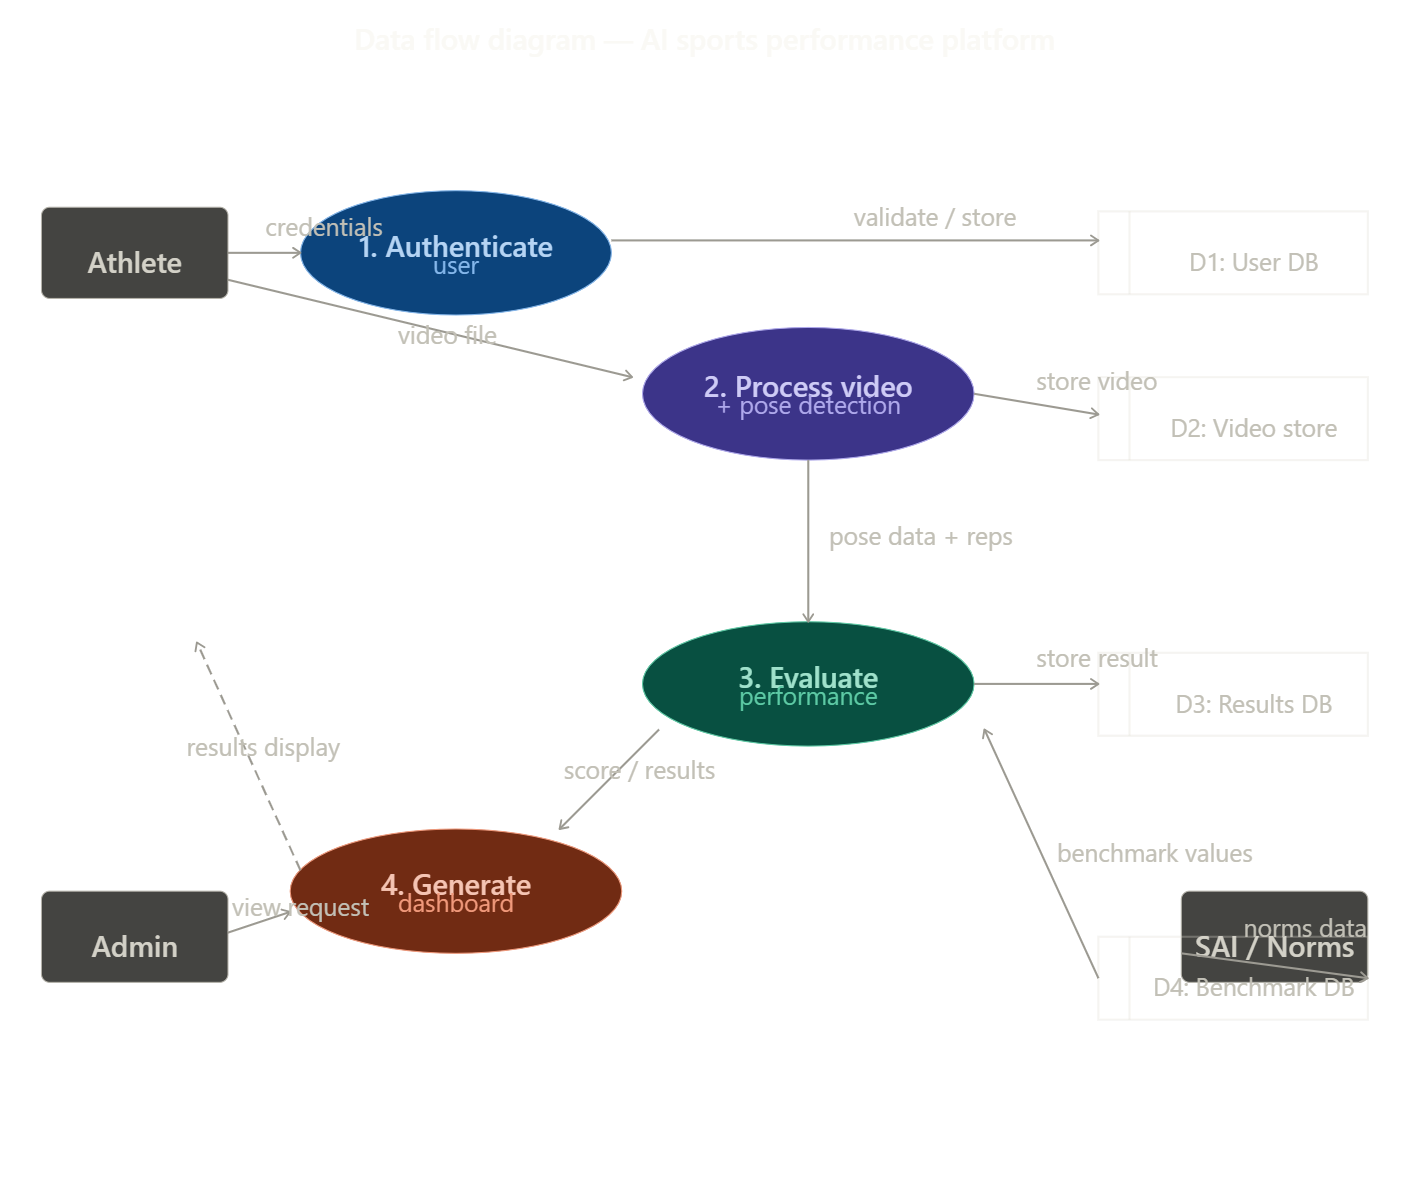 Data flow diagram — AI sports performance platform
credentials
Athlete
1. Authenticate
user
validate / store
D1: User DB
video file
2. Process video
+ pose detection
store video
D2: Video store
pose data + reps
3. Evaluate
performance
store result
D3: Results DB
results display
score / results
benchmark values
4. Generate
dashboard
view request
Admin
norms data
SAI / Norms
D4: Benchmark DB